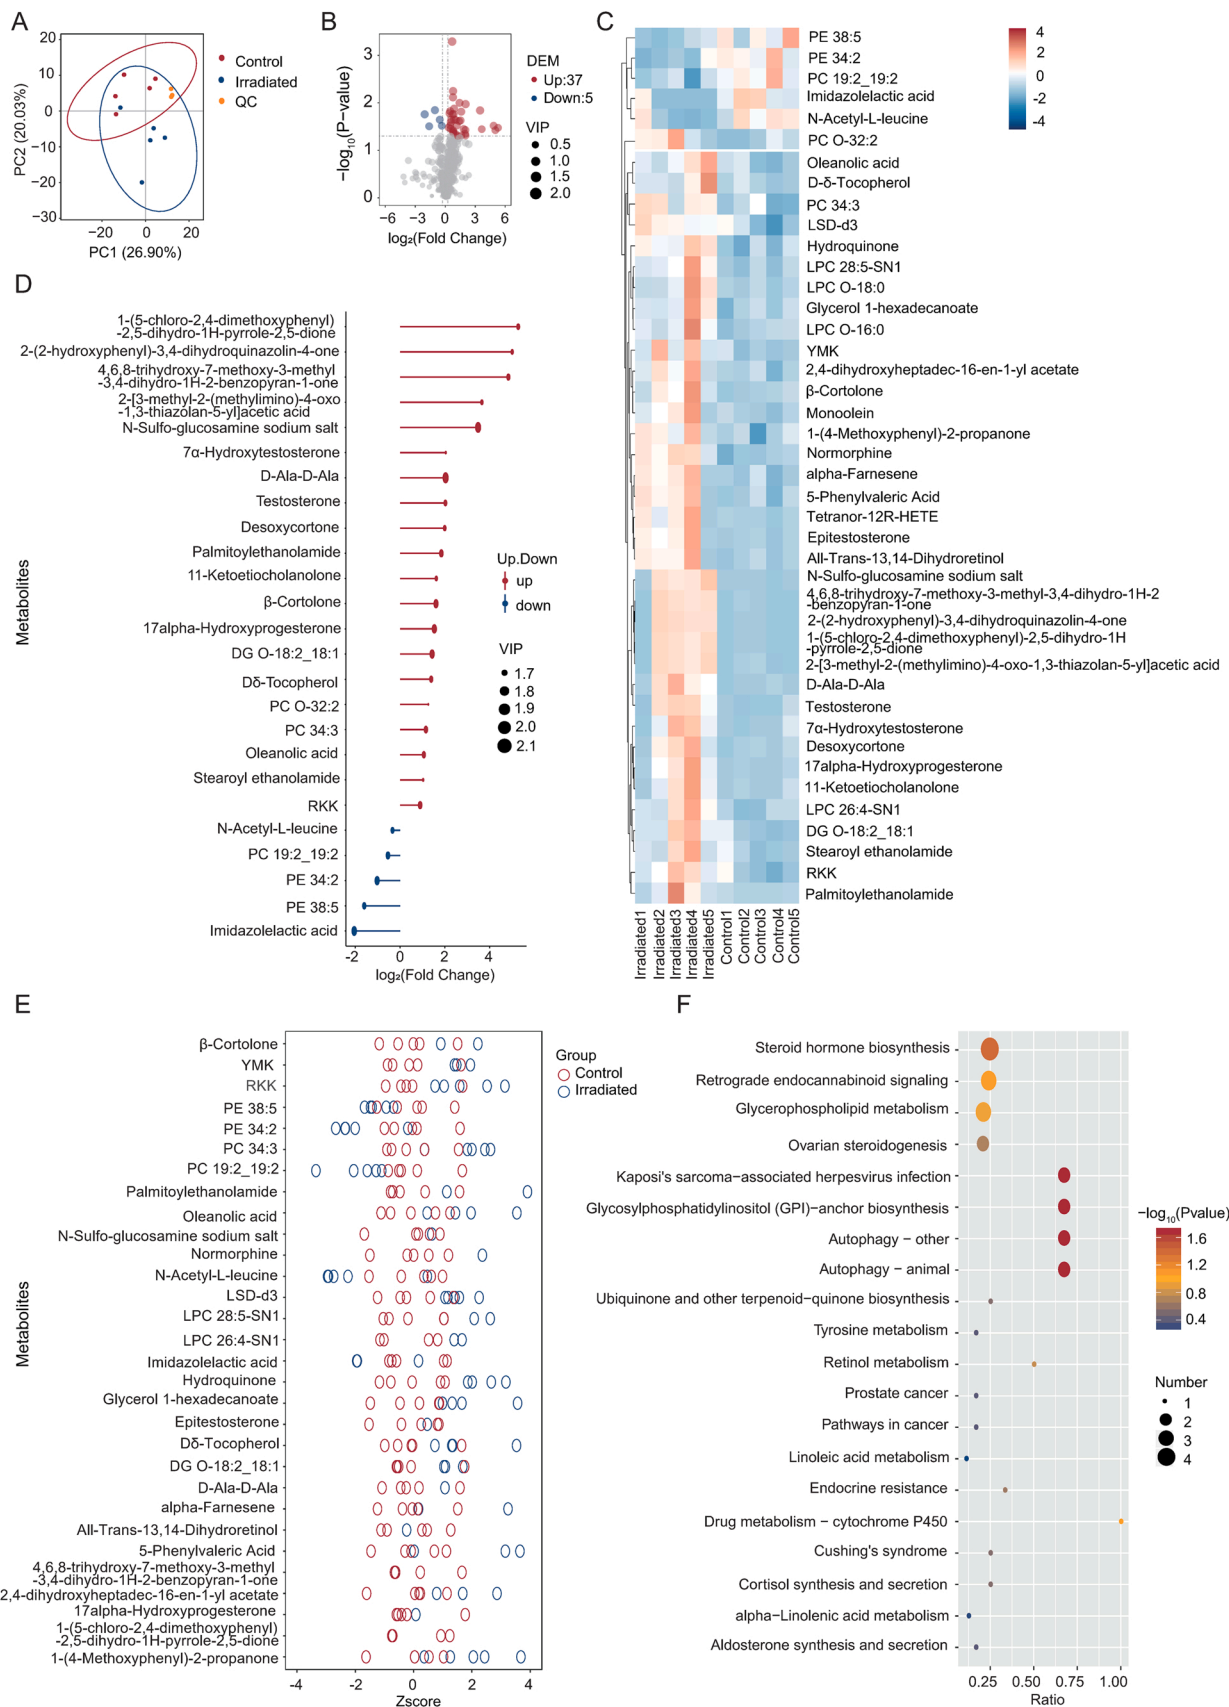 A
20
10
0
−10
−20
−30
PC2 (20.03%)
−20
0
20
PC1 (26.90%)
Control
Irradiated
QC
B
3
2
1
0
−log10(P−value)
−6
−3
0
3
6
log2(Fold Change)
DEM
Up:37
Down:5
VIP
0.5
1.0
1.5
2.0
C
PE 38:5
PE 34:2
PC 19:2_19:2
Imidazolelactic acid
N-Acetyl-L-leucine
PC O-32:2
Oleanolic acid
D-δ-Tocopherol
PC 34:3
LSD-d3
Hydroquinone
LPC 28:5-SN1
LPC O-18:0
Glycerol 1-hexadecanoate
LPC O-16:0
YMK
2,4-dihydroxyheptadec-16-en-1-yl acetate
β-Cortolone
Monoolein
1-(4-Methoxyphenyl)-2-propanone
Normorphine
alpha-Farnesene
5-Phenylvaleric Acid
Tetranor-12R-HETE
Epitestosterone
All-Trans-13,14-Dihydroretinol
N-Sulfo-glucosamine sodium salt
4,6,8-trihydroxy-7-methoxy-3-methyl-3,4-dihydro-1H-2
-benzopyran-1-one
2-(2-hydroxyphenyl)-3,4-dihydroquinazolin-4-one
1-(5-chloro-2,4-dimethoxyphenyl)-2,5-dihydro-1H
-pyrrole-2,5-dione
2-[3-methyl-2-(methylimino)-4-oxo-1,3-thiazolan-5-yl]acetic acid
D-Ala-D-Ala
Testosterone
7α-Hydroxytestosterone
Desoxycortone
17alpha-Hydroxyprogesterone
11-Ketoetiocholanolone
LPC 26:4-SN1
DG O-18:2_18:1
Stearoyl ethanolamide
RKK
Palmitoylethanolamide
Irradiated1
Irradiated2
Irradiated3
Irradiated4
Irradiated5
Control1
Control2
Control3
Control4
Control5
4
2
0
-2
-4
D
Metabolites
1-(5-chloro-2,4-dimethoxyphenyl)
-2,5-dihydro-1H-pyrrole-2,5-dione
2-(2-hydroxyphenyl)-3,4-dihydroquinazolin-4-one
4,6,8-trihydroxy-7-methoxy-3-methyl
-3,4-dihydro-1H-2-benzopyran-1-one
2-[3-methyl-2-(methylimino)-4-oxo
-1,3-thiazolan-5-yl]acetic acid
N-Sulfo-glucosamine sodium salt
7α-Hydroxytestosterone
D-Ala-D-Ala
Testosterone
Desoxycortone
Palmitoylethanolamide
11-Ketoetiocholanolone
β-Cortolone
17alpha-Hydroxyprogesterone
DG O-18:2_18:1
Dδ-Tocopherol
PC O-32:2
PC 34:3
Oleanolic acid
Stearoyl ethanolamide
RKK
N-Acetyl-L-leucine
PC 19:2_19:2
PE 34:2
PE 38:5
Imidazolelactic acid
-2
0
2
4
log2(Fold Change)
Up.Down
up
down
VIP
1.7
1.8
1.9
2.0
2.1
E
Metabolites
β-Cortolone
YMK
RKK
PE 38:5
PE 34:2
PC 34:3
PC 19:2_19:2
Palmitoylethanolamide
Oleanolic acid
N-Sulfo-glucosamine sodium salt
Normorphine
N-Acetyl-L-leucine
LSD-d3
LPC 28:5-SN1
LPC 26:4-SN1
Imidazolelactic acid
Hydroquinone
Glycerol 1-hexadecanoate
Epitestosterone
Dδ-Tocopherol
DG O-18:2_18:1
D-Ala-D-Ala
alpha-Farnesene
All-Trans-13,14-Dihydroretinol
5-Phenylvaleric Acid
4,6,8-trihydroxy-7-methoxy-3-methyl
-3,4-dihydro-1H-2-benzopyran-1-one
2,4-dihydroxyheptadec-16-en-1-yl acetate
17alpha-Hydroxyprogesterone
1-(5-chloro-2,4-dimethoxyphenyl)
-2,5-dihydro-1H-pyrrole-2,5-dione
1-(4-Methoxyphenyl)-2-propanone
-4
-2
0
2
4
Zscore
Group
Control
Irradiated
F
Steroid hormone biosynthesis
Retrograde endocannabinoid signaling
Glycerophospholipid metabolism
Ovarian steroidogenesis
Kaposi's sarcoma−associated herpesvirus infection
Glycosylphosphatidylinositol (GPI)−anchor biosynthesis
Autophagy − other
Autophagy − animal
Ubiquinone and other terpenoid−quinone biosynthesis
Tyrosine metabolism
Retinol metabolism
Prostate cancer
Pathways in cancer
Linoleic acid metabolism
Endocrine resistance
Drug metabolism − cytochrome P450
Cushing's syndrome
Cortisol synthesis and secretion
alpha−Linolenic acid metabolism
Aldosterone synthesis and secretion
0.25
0.50
0.75
1.00
Ratio
−log10(Pvalue)
1.6
1.2
0.8
0.4
Number
1
2
3
4